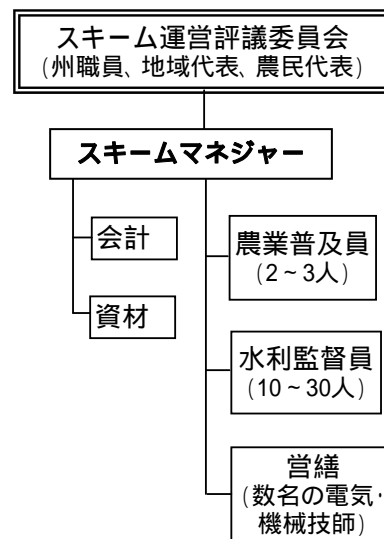 スキーム運営評議委員会
(州職員、地域代表、農民代表)
スキームマネジャー
会計
資材
農業普及員
(2~3人)
水利監督員
(10~30人)
営繕
(数名の電気・
機械技師)